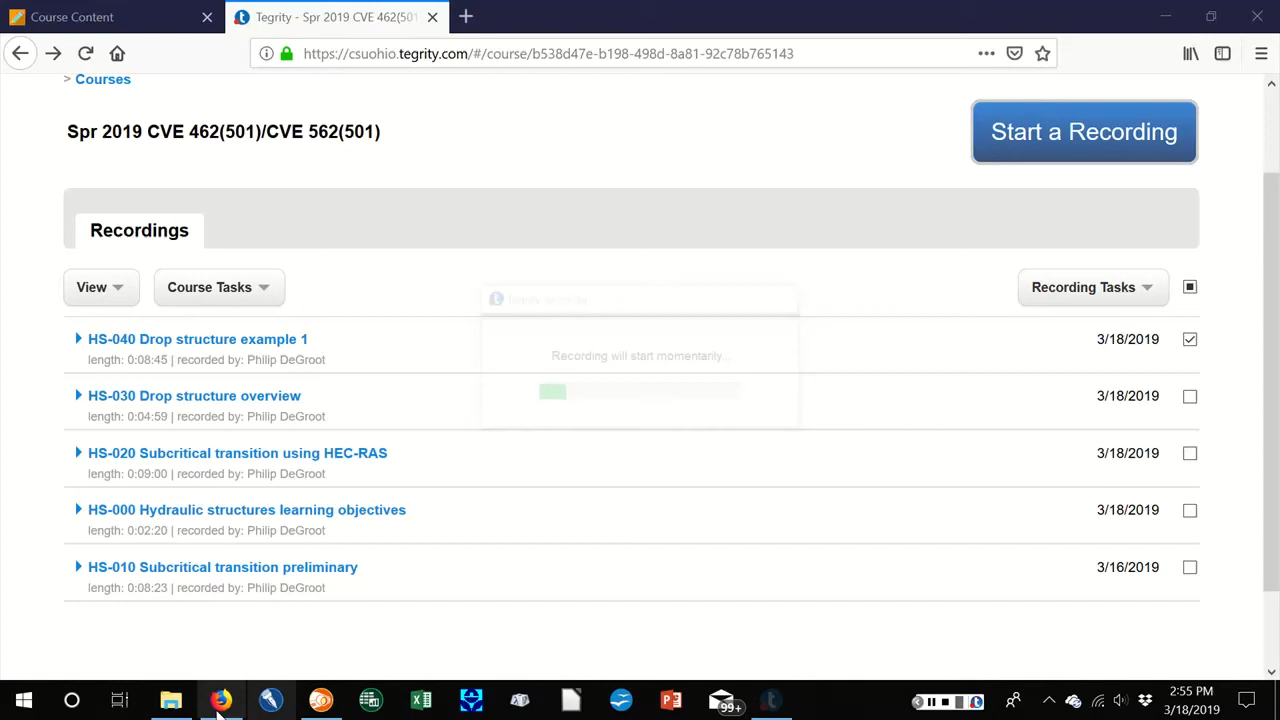 Course Content
Tegrity - Spr 2019 CVE 462(501
https://csuohio.tegrity.com/#/course/b538d47e-b198-498d-8a81-92c78b765143
> Courses
Spr 2019 CVE 462(501)/CVE 562(501)
Start a Recording
Recordings
View
Course Tasks
Recording Tasks
HS-040 Drop structure example 1
3/18/2019
length: 0:08:45 | recorded by: Philip DeGroot
Recording will start momentarily...
HS-030 Drop structure overview
3/18/2019
length: 0:04:59 | recorded by: Philip DeGroot
HS-020 Subcritical transition using HEC-RAS
3/18/2019
length: 0:09:00 | recorded by: Philip DeGroot
HS-000 Hydraulic structures learning objectives
3/18/2019
length: 0:02:20 | recorded by: Philip DeGroot
HS-010 Subcritical transition preliminary
3/16/2019
length: 0:08:23 | recorded by: Philip DeGroot
99+
2:55 PM
3/18/2019